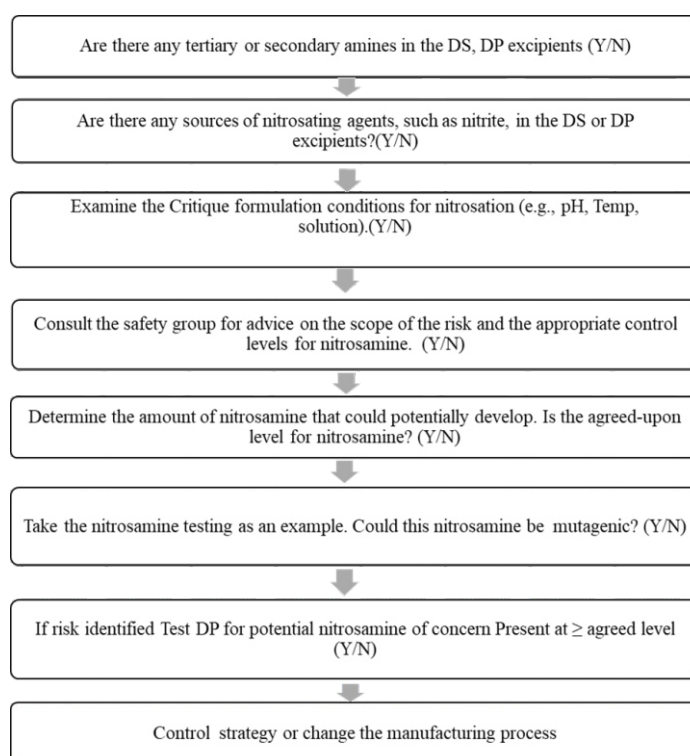 Are there any tertiary or secondary amines in the DS, DP excipients (Y/N)
Are there any sources of nitrosating agents, such as nitrite, in the DS or DP
excipients?(Y/N)
Examine the Critique formulation conditions for nitrosation (e.g., pH, Temp,
solution).(Y/N)
Consult the safety group for advice on the scope of the risk and the appropriate control
levels for nitrosamine. (Y/N)
Determine the amount of nitrosamine that could potentially develop. Is the agreed-upon
level for nitrosamine? (Y/N)
Take the nitrosamine testing as an example. Could this nitrosamine be mutagenic? (Y/N)
If risk identified Test DP for potential nitrosamine of concern Present at ≥ agreed level
(Y/N)
Control strategy or change the manufacturing process